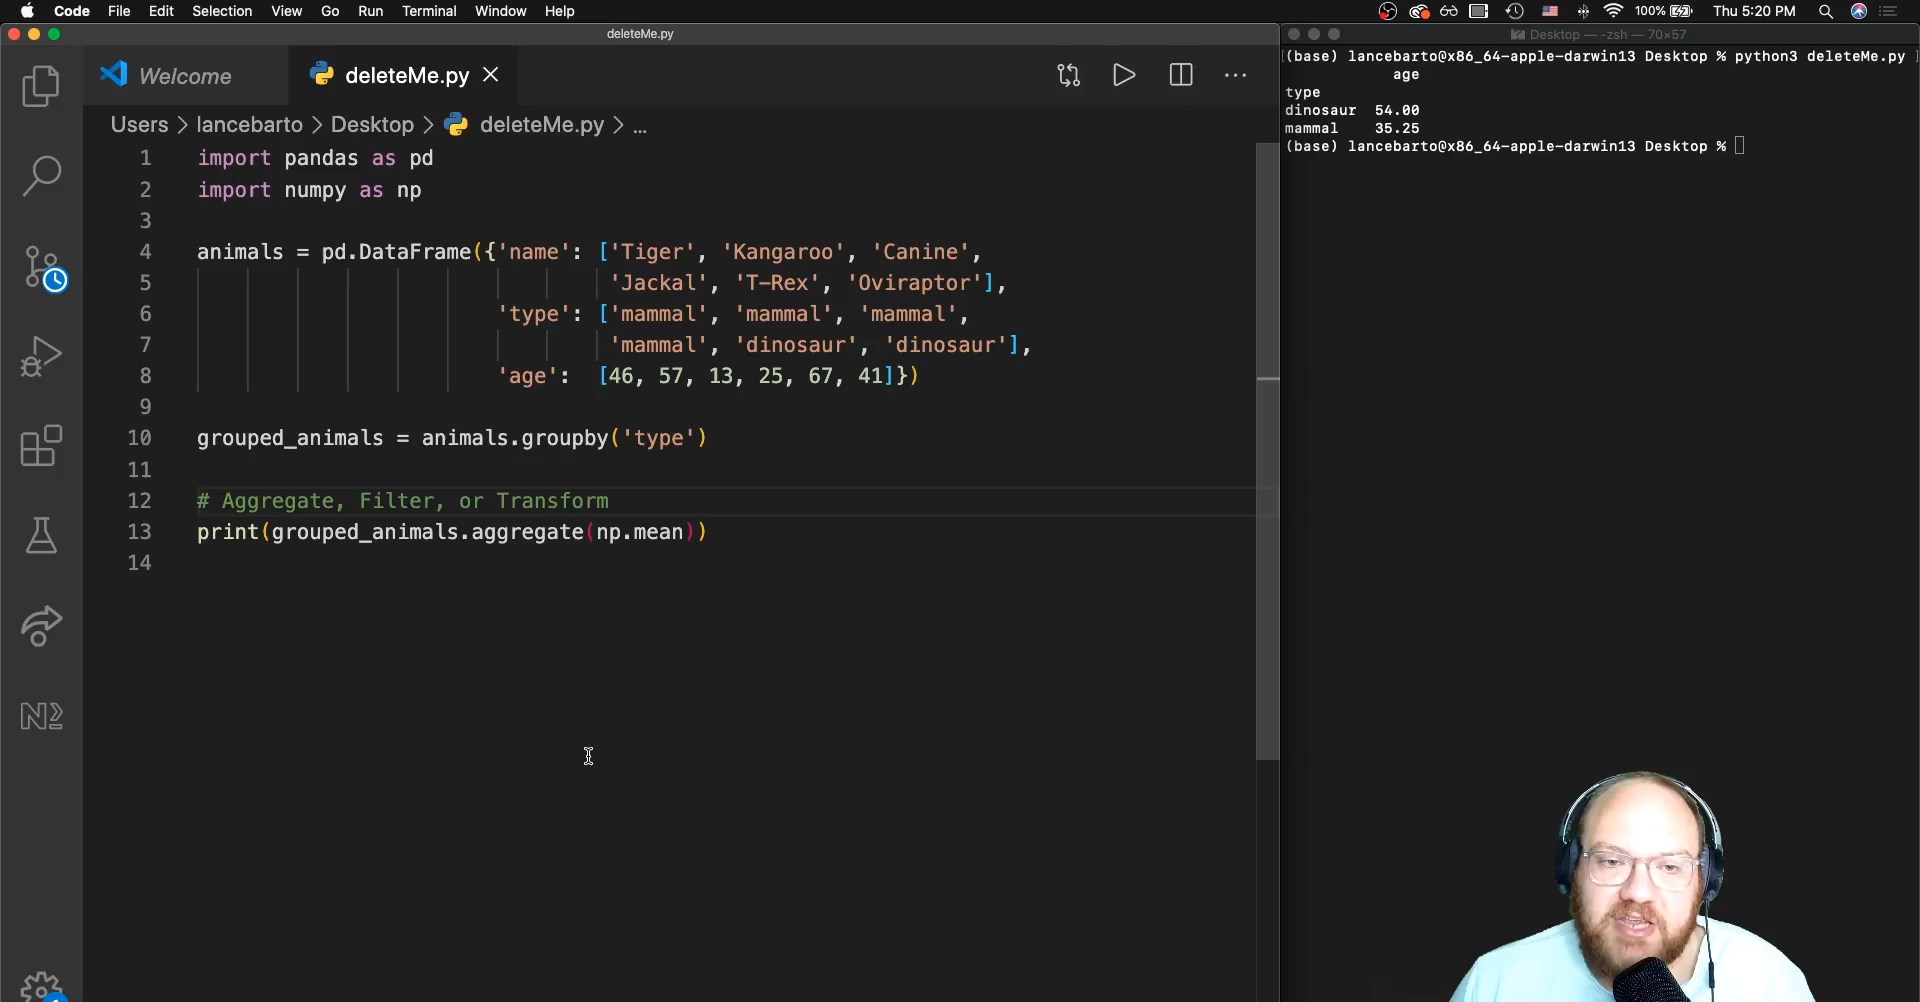 Code File Edit Selection View Go Run Terminal Window Help
100% Thu 5:20 PM
deleteMe.py
Desktop — -zsh — 70×57
Welcome
deleteMe.py
Users > lancebarto > Desktop > deleteMe.py > ...
1 import pandas as pd
2 import numpy as np
3
4 animals = pd.DataFrame({'name': ['Tiger', 'Kangaroo', 'Canine',
5 'Jackal', 'T-Rex', 'Oviraptor'],
6 'type': ['mammal', 'mammal', 'mammal',
7 'mammal', 'dinosaur', 'dinosaur'],
8 'age': [46, 57, 13, 25, 67, 41]})
9
10 grouped_animals = animals.groupby('type')
11
12 # Aggregate, Filter, or Transform
13 print(grouped_animals.aggregate(np.mean))
14
[(base) lancebarto@x86_64-apple-darwin13 Desktop % python3 deleteMe.py ]
age
type
dinosaur 54.00
mammal 35.25
(base) lancebarto@x86_64-apple-darwin13 Desktop %